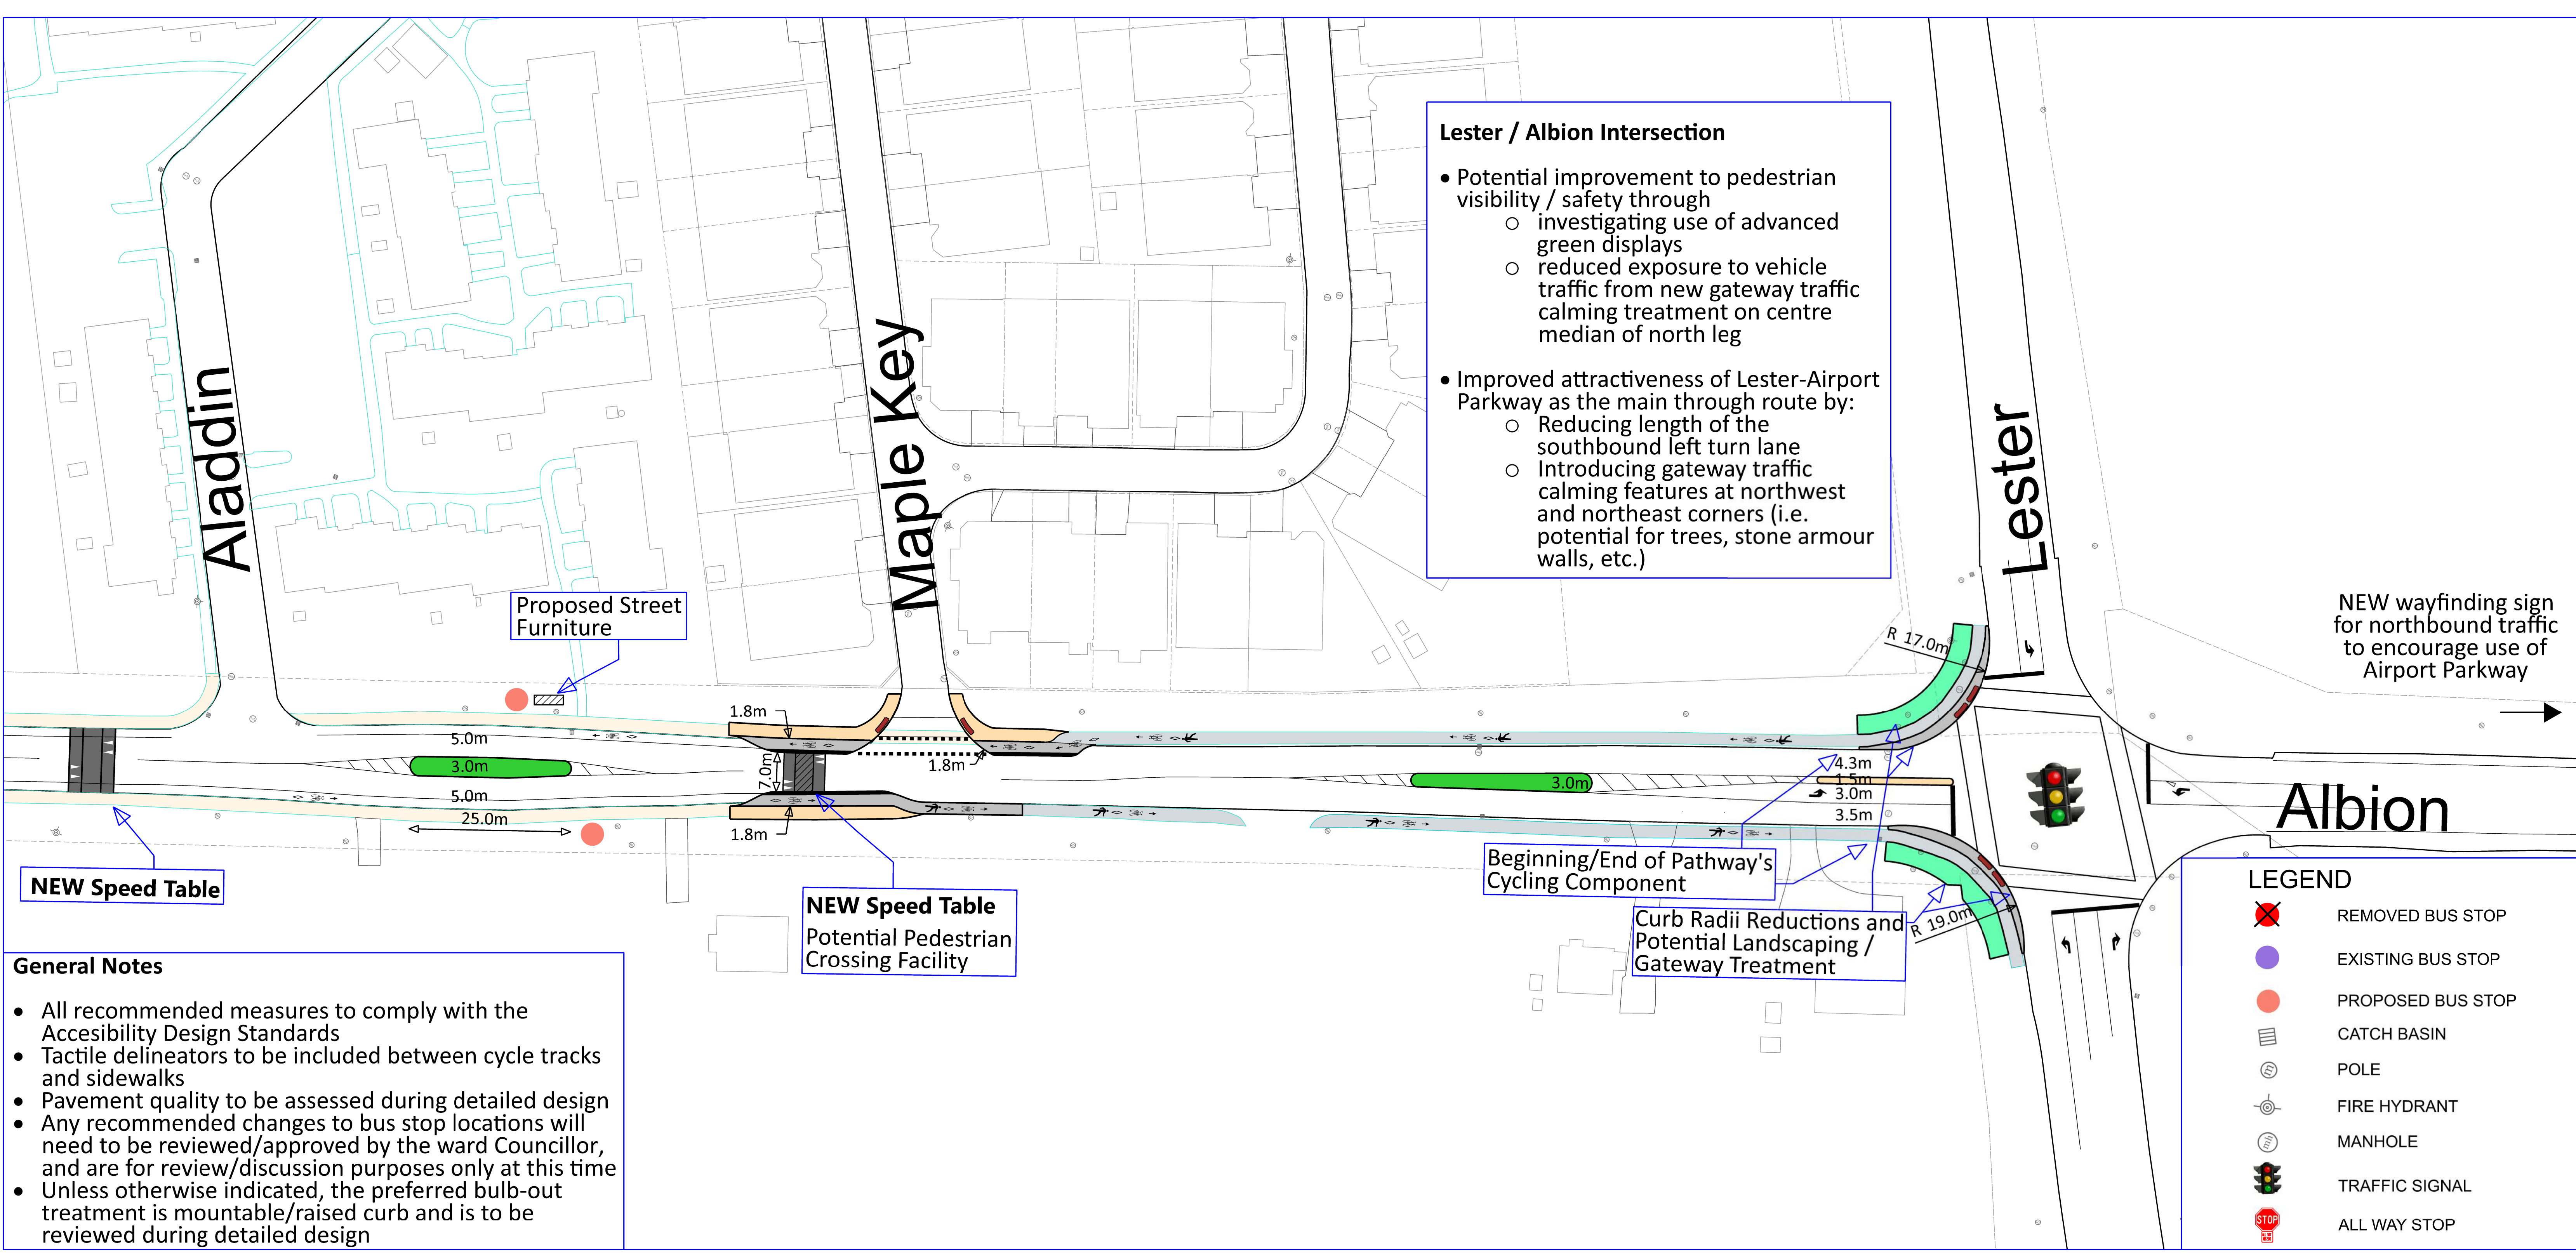 Lester / Albion Intersection
• Potential improvement to pedestrian
visibility / safety through
○ investigating use of advanced
green displays
○ reduced exposure to vehicle
traffic from new gateway traffic
calming treatment on centre
median of north leg
• Improved attractiveness of Lester-Airport
Parkway as the main through route by:
○ Reducing length of the
southbound left turn lane
○ Introducing gateway traffic
calming features at northwest
and northeast corners (i.e.
potential for trees, stone armour
walls, etc.)
Aladdin
Maple Key
Lester
Albion
Proposed Street
Furniture
NEW wayfinding sign
for northbound traffic
to encourage use of
Airport Parkway
R 17.0m
1.8m
5.0m
3.0m
5.0m
25.0m
7.0m
1.8m
1.8m
3.0m
4.3m
1.5m
3.0m
3.5m
R 19.0m
NEW Speed Table
NEW Speed Table
Potential Pedestrian
Crossing Facility
Beginning/End of Pathway's
Cycling Component
Curb Radii Reductions and
Potential Landscaping /
Gateway Treatment
General Notes
• All recommended measures to comply with the
Accesibility Design Standards
• Tactile delineators to be included between cycle tracks
and sidewalks
• Pavement quality to be assessed during detailed design
• Any recommended changes to bus stop locations will
need to be reviewed/approved by the ward Councillor,
and are for review/discussion purposes only at this time
• Unless otherwise indicated, the preferred bulb-out
treatment is mountable/raised curb and is to be
reviewed during detailed design
LEGEND
REMOVED BUS STOP
EXISTING BUS STOP
PROPOSED BUS STOP
CATCH BASIN
POLE
FIRE HYDRANT
MANHOLE
TRAFFIC SIGNAL
STOP
ALL WAY STOP